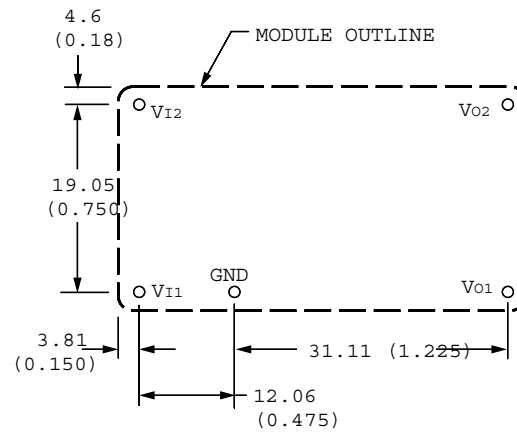 4.6
(0.18)
MODULE OUTLINE
VI2
VO2
19.05
(0.750)
GND
VI1
VO1
3.81
(0.150)
31.11 (1.225)
12.06
(0.475)